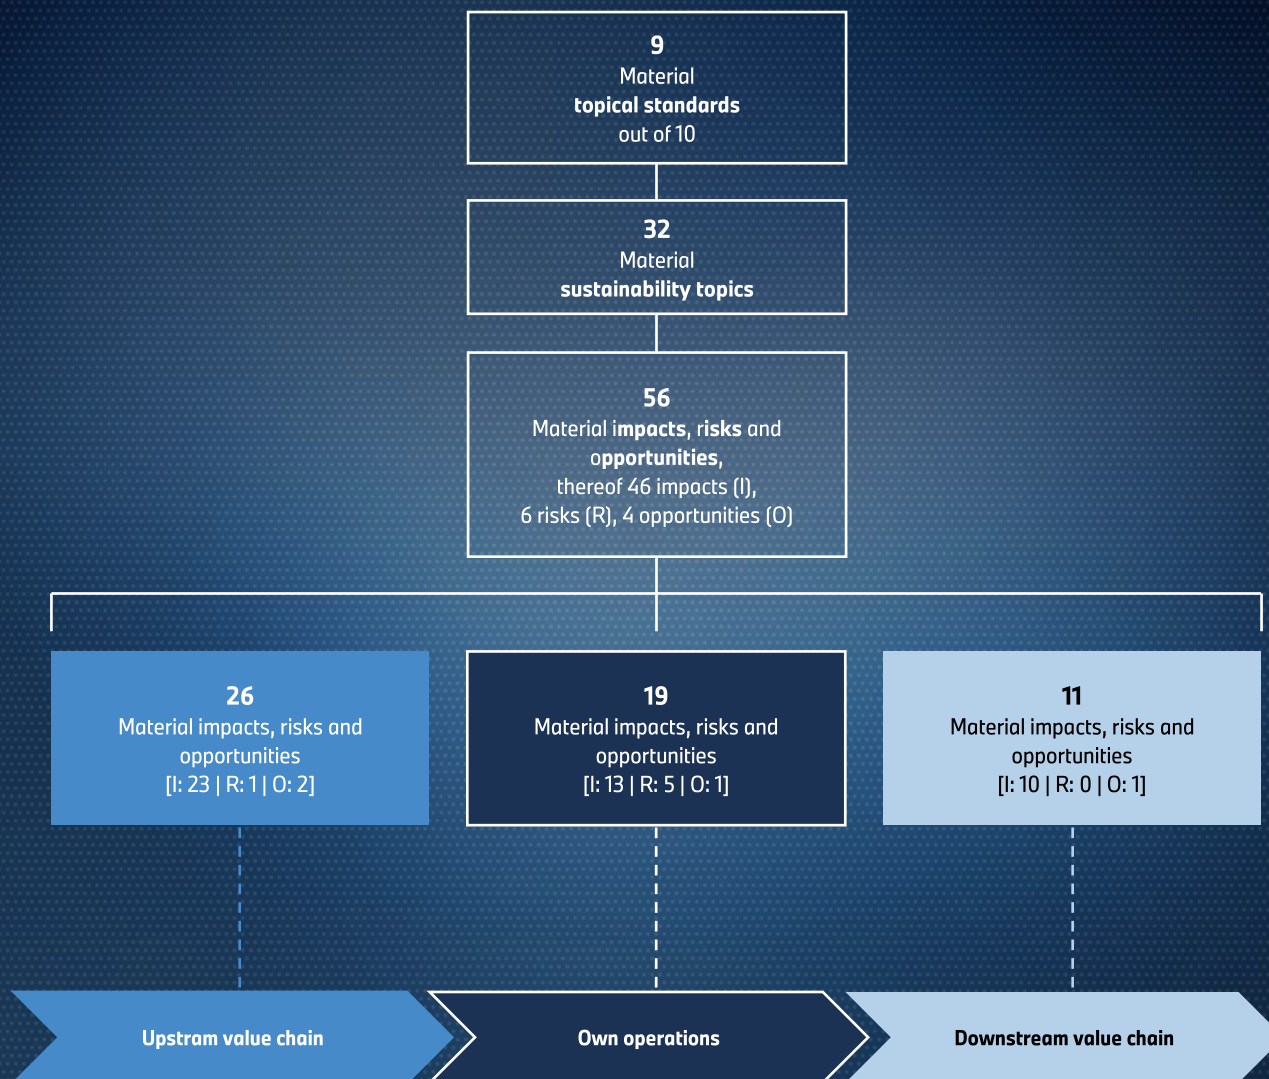 9
Material
topical standards
out of 10
32
Material
sustainability topics
56
Material impacts, risks and
opportunities,
thereof 46 impacts (I),
6 risks (R), 4 opportunities (O)
26
Material impacts, risks and
opportunities
[I: 23 | R: 1 | O: 2]
19
Material impacts, risks and
opportunities
[I: 13 | R: 5 | O: 1]
11
Material impacts, risks and
opportunities
[I: 10 | R: 0 | O: 1]
Upstram value chain
Own operations
Downstream value chain